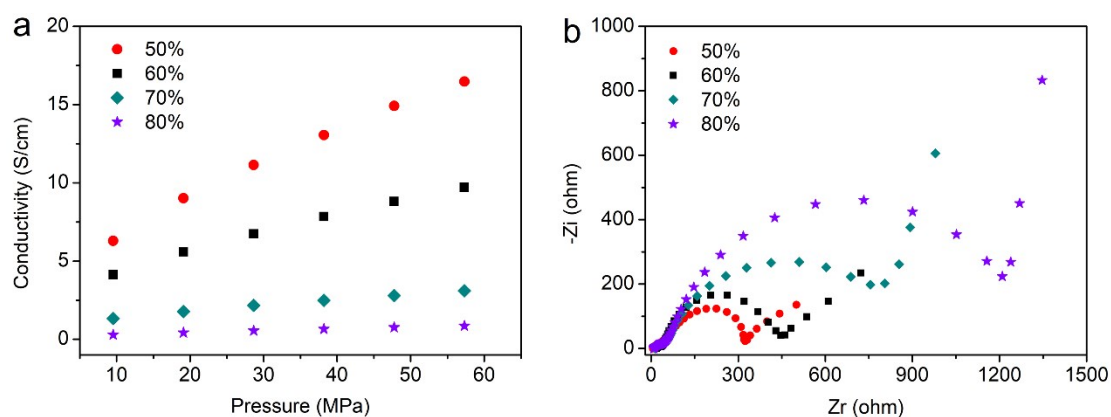 a
20
15
10
5
0
Conductivity (S/cm)
50%
60%
70%
80%
10 20 30 40 50 60
Pressure (MPa)
b
1000
800
600
400
200
0
-Zi (ohm)
50%
60%
70%
80%
0 300 600 900 1200 1500
Zr (ohm)